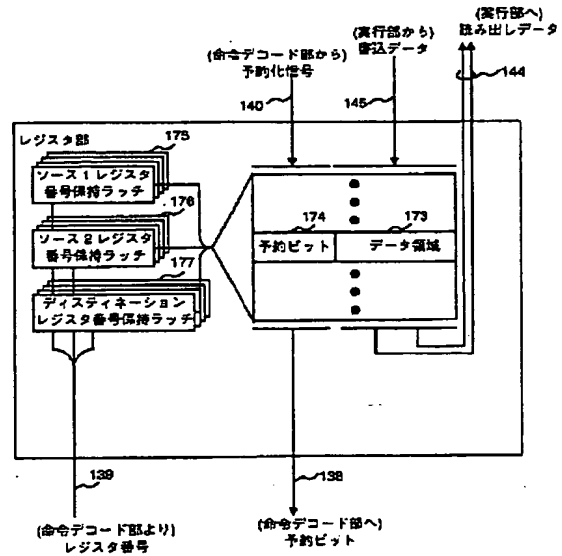 (実行部へ)
読み出しデータ
(実行部から)
書込データ
(命令デコード部から)
予約化信号
144
140
145
レジスタ部
175
ソース1レジスタ
番号保持ラッチ
176
ソース2レジスタ
番号保持ラッチ
177
ディスティネーション
レジスタ番号保持ラッチ
174
173
予約ビット
データ領域
139
138
(命令デコード部より)
レジスタ番号
(命令デコード部へ)
予約ビット